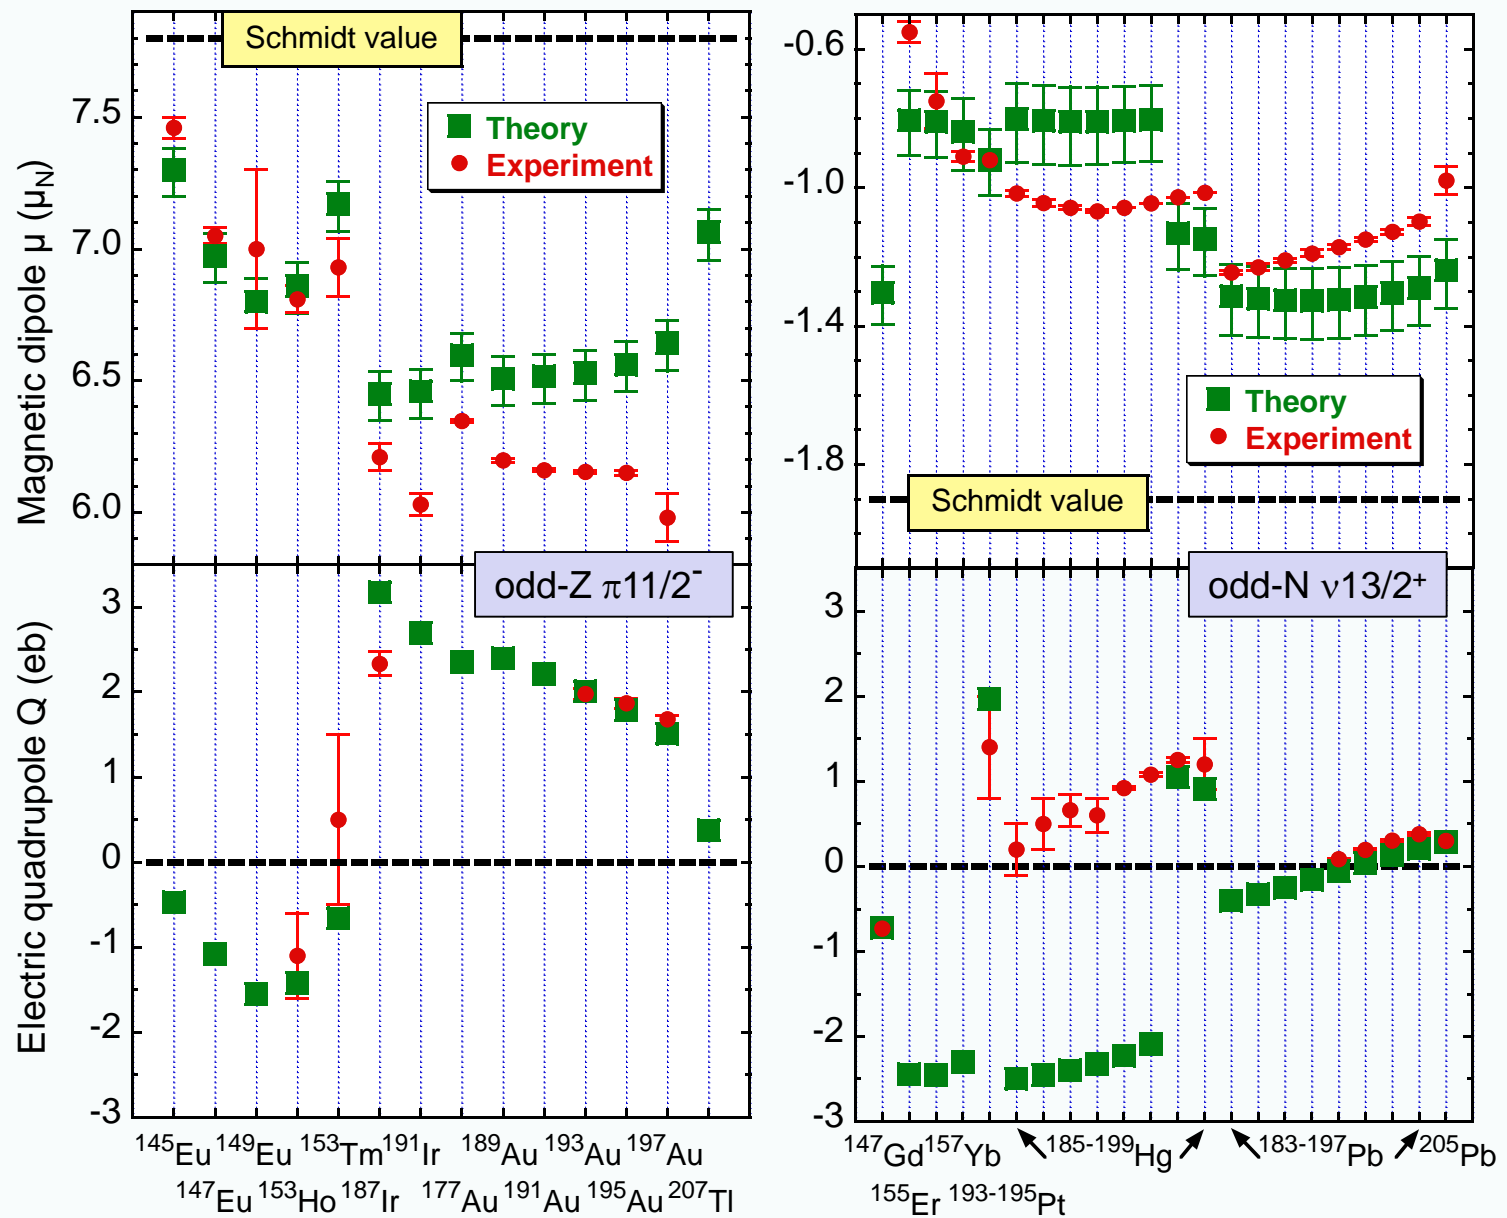 Schmidt value
Theory
Experiment
7.5
7.0
6.5
6.0
Magnetic dipole μ (μN)
-0.6
-1.0
-1.4
-1.8
Theory
Experiment
Schmidt value
odd-Z π11/2-
3
2
1
0
-1
-2
-3
Electric quadrupole Q (eb)
odd-N ν13/2+
3
2
1
0
-1
-2
-3
145Eu 149Eu 153Tm 191Ir 189Au 193Au 197Au
147Eu 153Ho 187Ir 177Au 191Au 195Au 207Tl
147Gd 157Yb 185-199Hg 183-197Pb 205Pb
155Er 193-195Pt